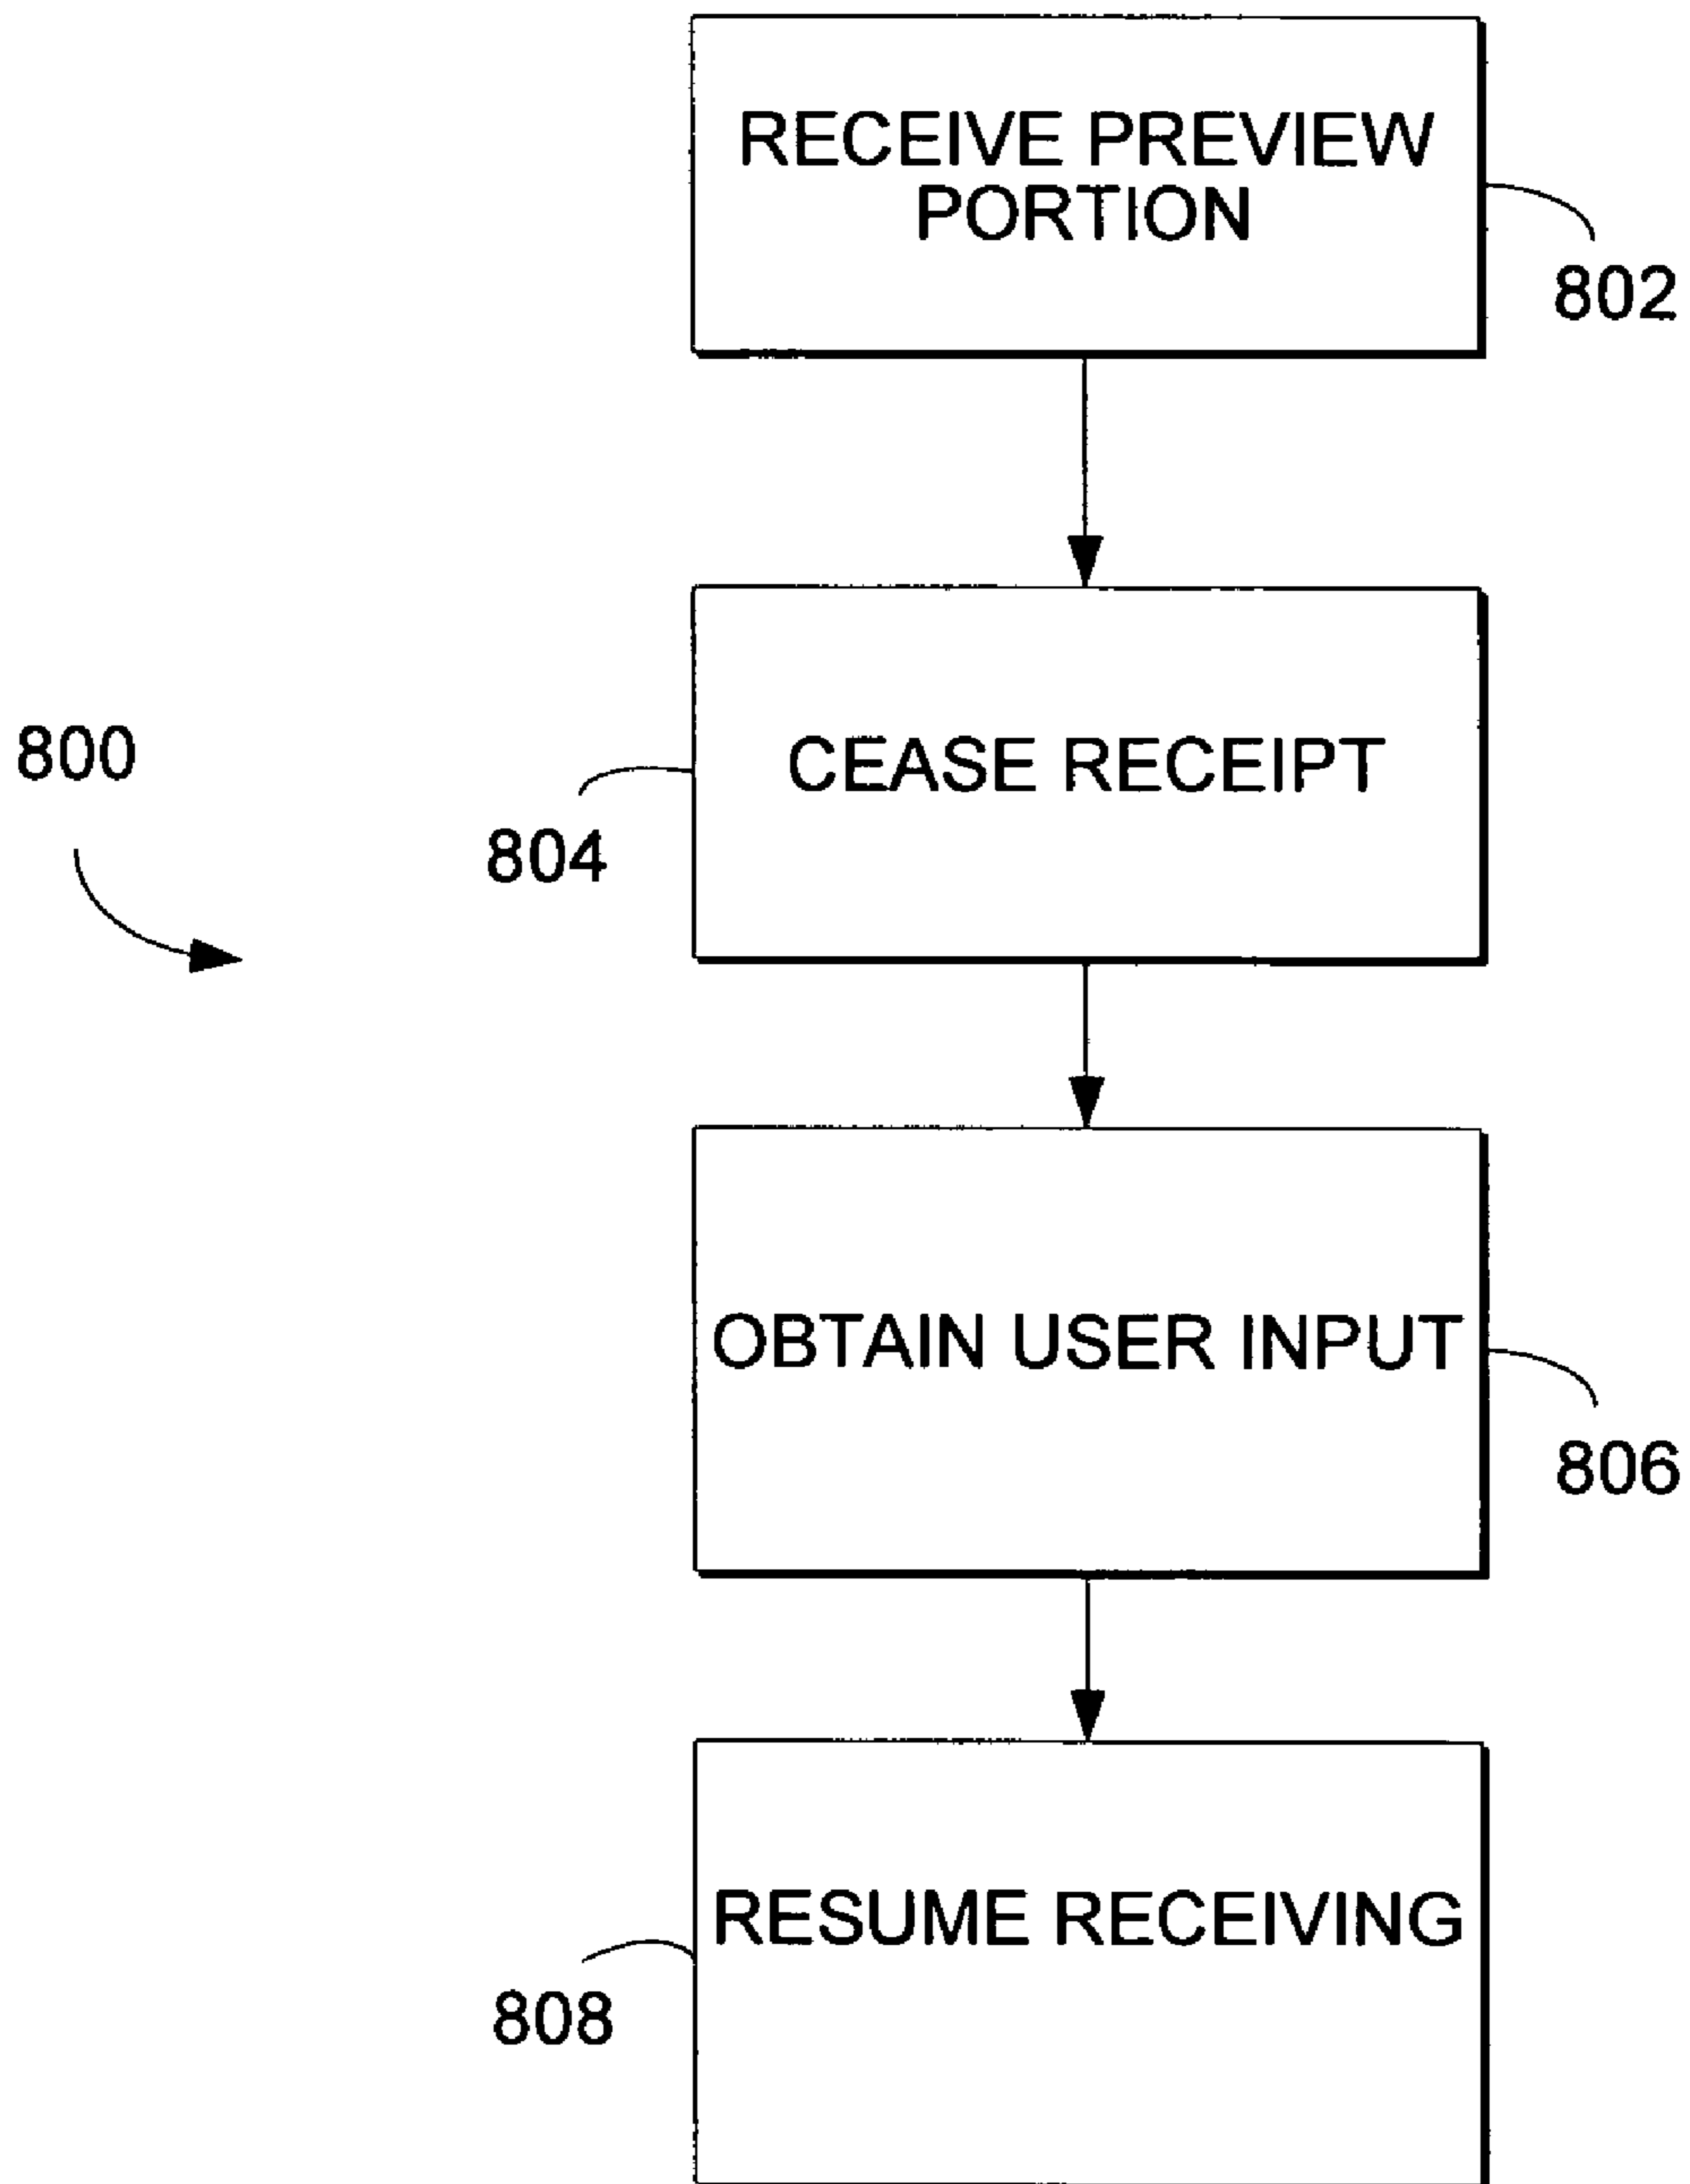 RECEIVE PREVIEW
PORTION
802
CEASE RECEIPT
800
804
OBTAIN USER INPUT
806
RESUME RECEIVING
808